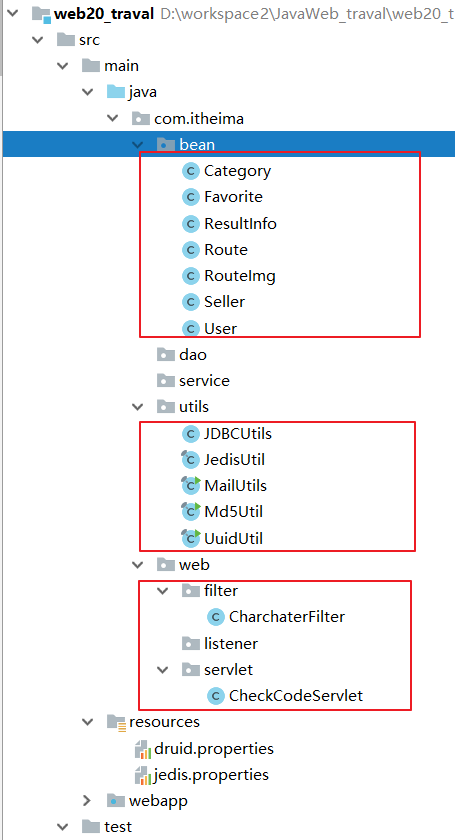 web20_traval D:\workspace2\JavaWeb_traval\web20_t
src
main
java
com.itheima
bean
C Category
C Favorite
C ResultInfo
C Route
C RouteImg
C Seller
C User
dao
service
utils
C JDBCUtils
C JedisUtil
C MailUtils
C Md5Util
C UuidUtil
web
filter
C CharchaterFilter
listener
servlet
C CheckCodeServlet
resources
druid.properties
jedis.properties
webapp
test